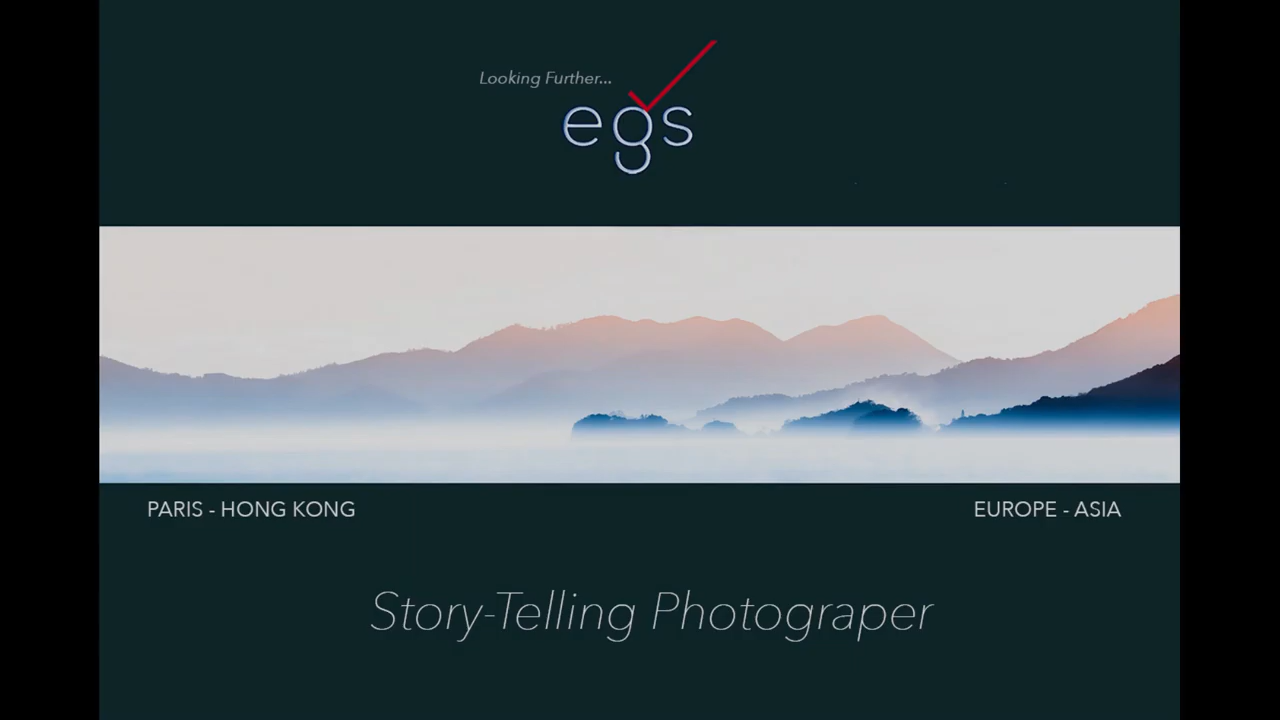 Looking Further...
egs
PARIS - HONG KONG
EUROPE - ASIA
Story-Telling Photograper